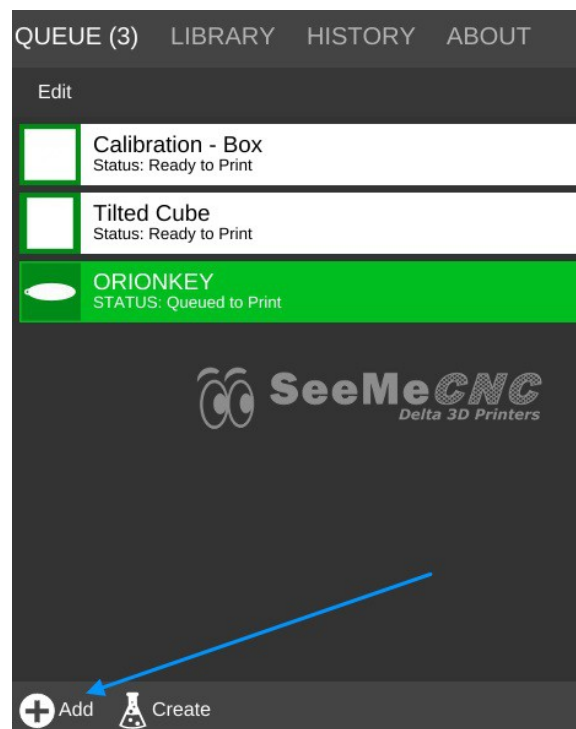 QUEUE (3) LIBRARY HISTORY ABOUT
Edit
Calibration - Box
Status: Ready to Print
Tilted Cube
Status: Ready to Print
ORIONKEY
STATUS: Queued to Print
SeeMeCNC
Delta 3D Printers
Add Create